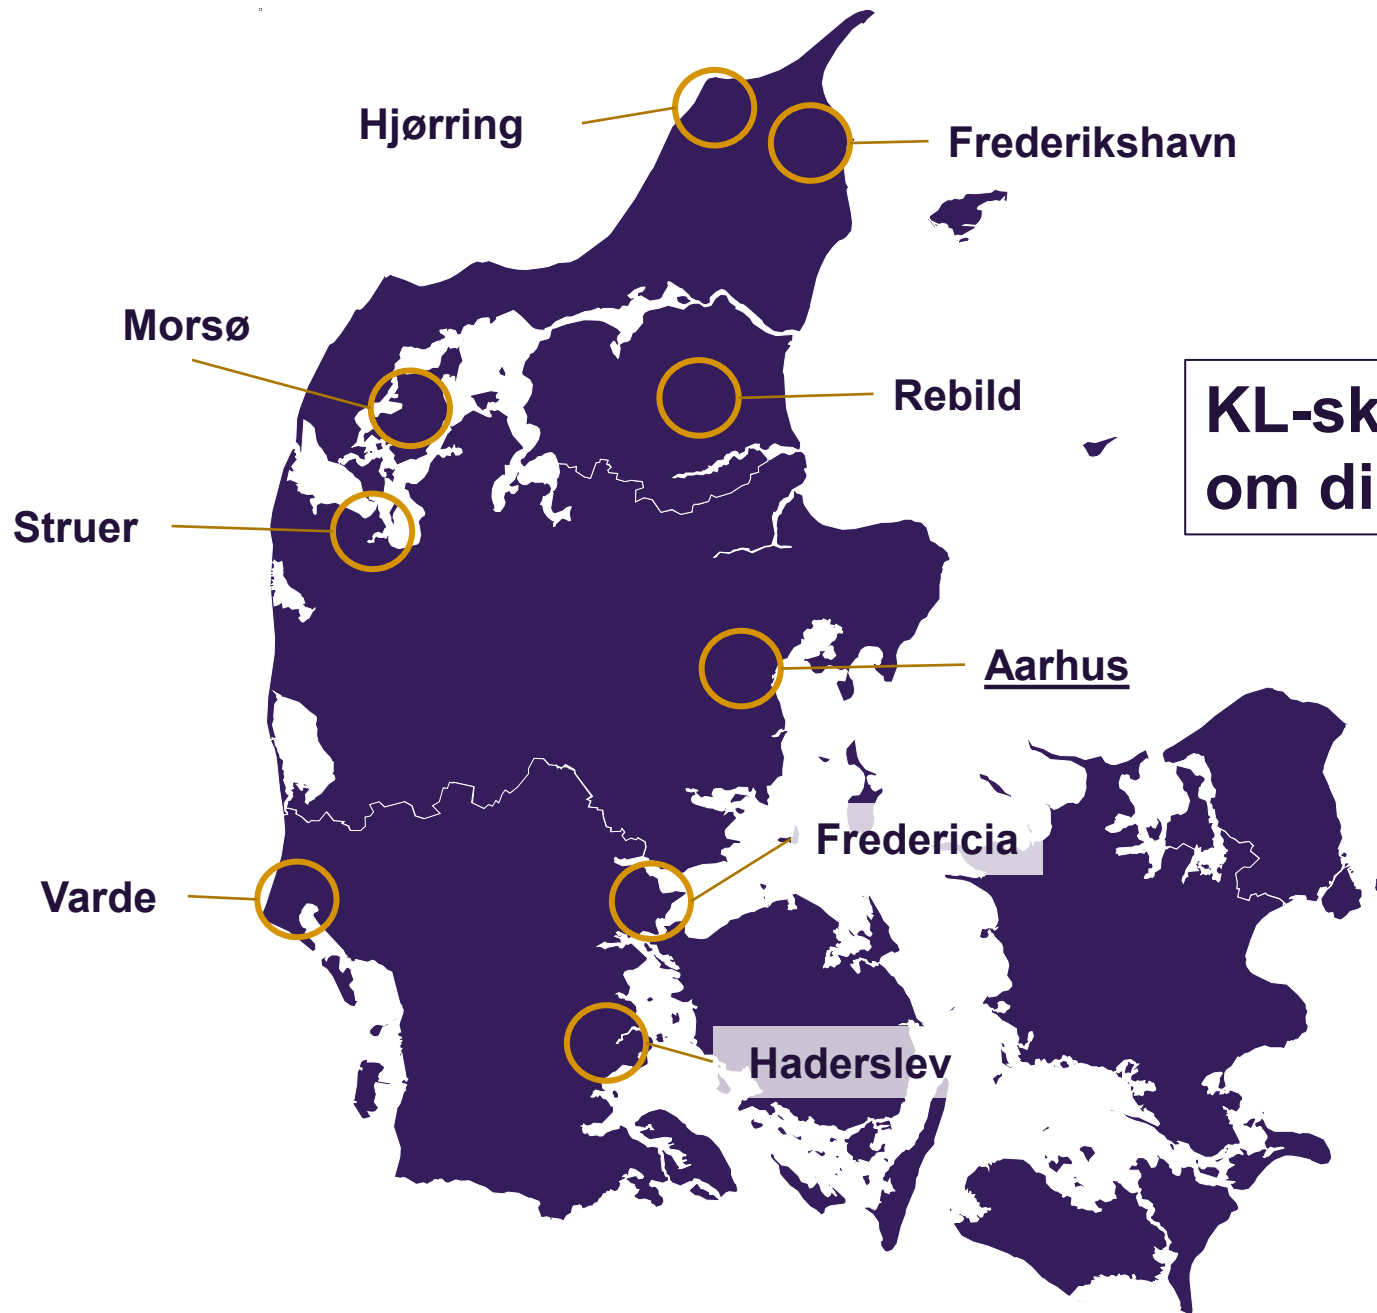 Hjørring
Frederikshavn
Morsø
Rebild
KL-sk
om di
Struer
Aarhus
Fredericia
Varde
Haderslev